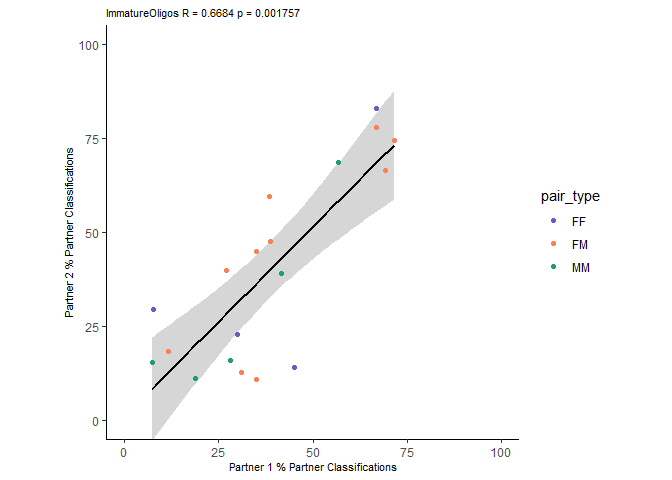 ImmatureOligos R = 0.6684 p = 0.001757
100
75
50
25
0
Partner 2 % Partner Classifications
0 25 50 75 100
Partner 1 % Partner Classifications
pair_type
FF
FM
MM